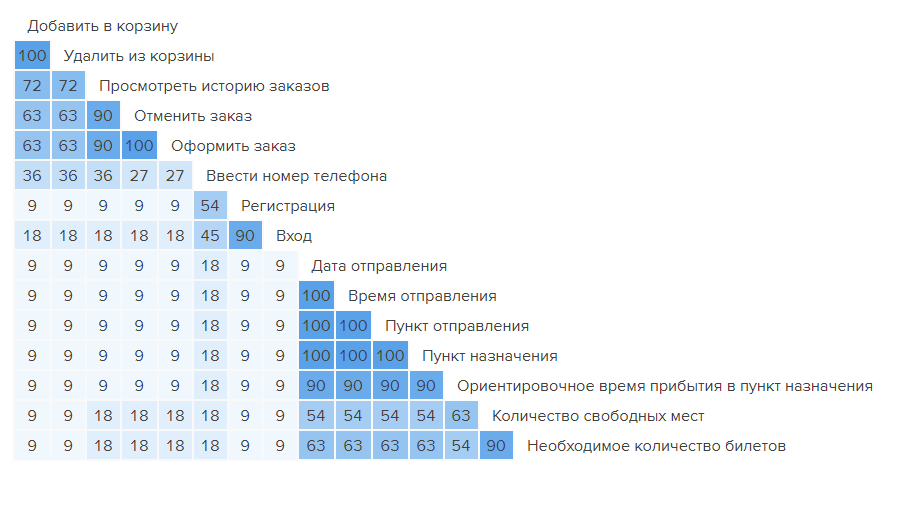 Добавить в корзину
100 Удалить из корзины
72 72 Просмотреть историю заказов
63 63 90 Отменить заказ
63 63 90 100 Оформить заказ
36 36 36 27 27 Ввести номер телефона
9 9 9 9 9 54 Регистрация
18 18 18 18 18 45 90 Вход
9 9 9 9 9 18 9 9 Дата отправления
9 9 9 9 9 18 9 9 100 Время отправления
9 9 9 9 9 18 9 9 100 100 Пункт отправления
9 9 9 9 9 18 9 9 100 100 100 Пункт назначения
9 9 9 9 9 18 9 9 90 90 90 90 Ориентировочное время прибытия в пункт назначения
9 9 18 18 18 18 9 9 54 54 54 54 63 Количество свободных мест
9 9 18 18 18 18 9 9 63 63 63 63 54 90 Необходимое количество билетов